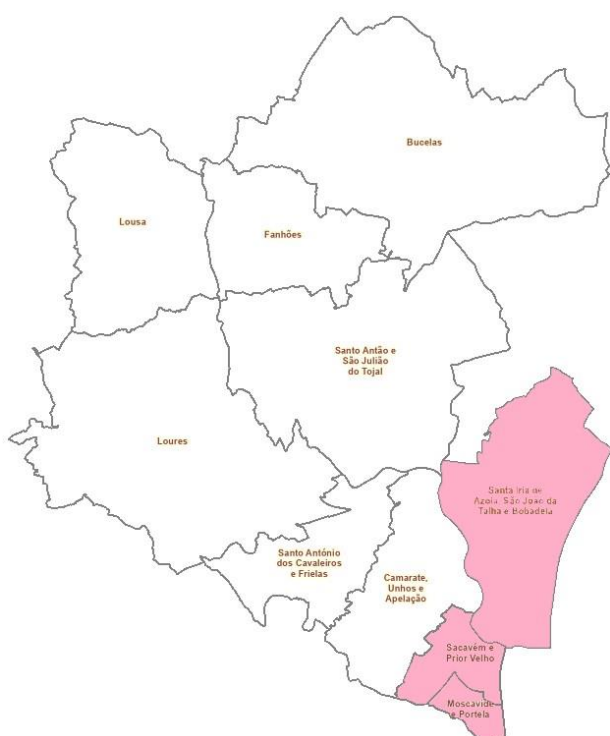 Bucelas
Lousa
Fanhões
Santo Antão e
São Julião
do Tojal
Loures
Santa Iria de
Azoia, São João da
Talha e Bobadela
Santo António
dos Cavaleiros
e Frielas
Camarate,
Unhos e
Apelação
Sacavém e
Prior Velho
Moscavide
e Portela